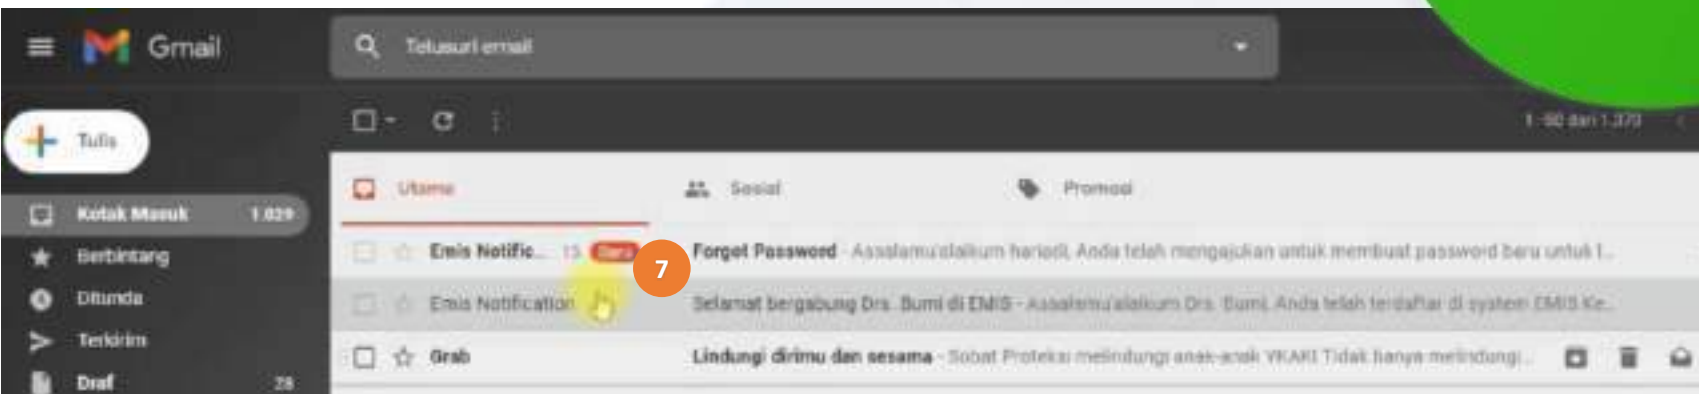 Gmail
Telusuri email
Tulis
1–50 dari 1.370
Utama
Sosial
Promosi
Kotak Masuk 1.029
Berbintang
Ditunda
Terkirim
Draf 28
Emis Notific... 13 Baru 7 Forgot Password - Assalamu'alaikum hariadi, Anda telah mengajukan untuk membuat password baru untuk l...
Emis Notification Selamat bergabung Drs. Bumi di EMIS - Assalamu'alaikum Drs. Bumi, Anda telah terdaftar di system EMIS Ke...
Grab Lindungi dirimu dan sesama - Sobat Proteksi melindungi anak-anak YKAKI Tidak hanya melindungi...